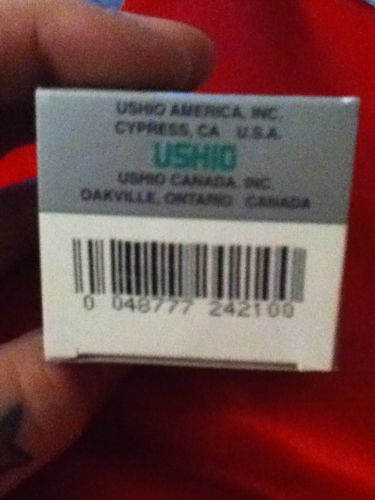 USHIO AMERICA, INC.
CYPRESS, CA U.S.A.
USHIO
USHIO CANADA, INC.
OAKVILLE, ONTARIO CANADA
0 048777 242100